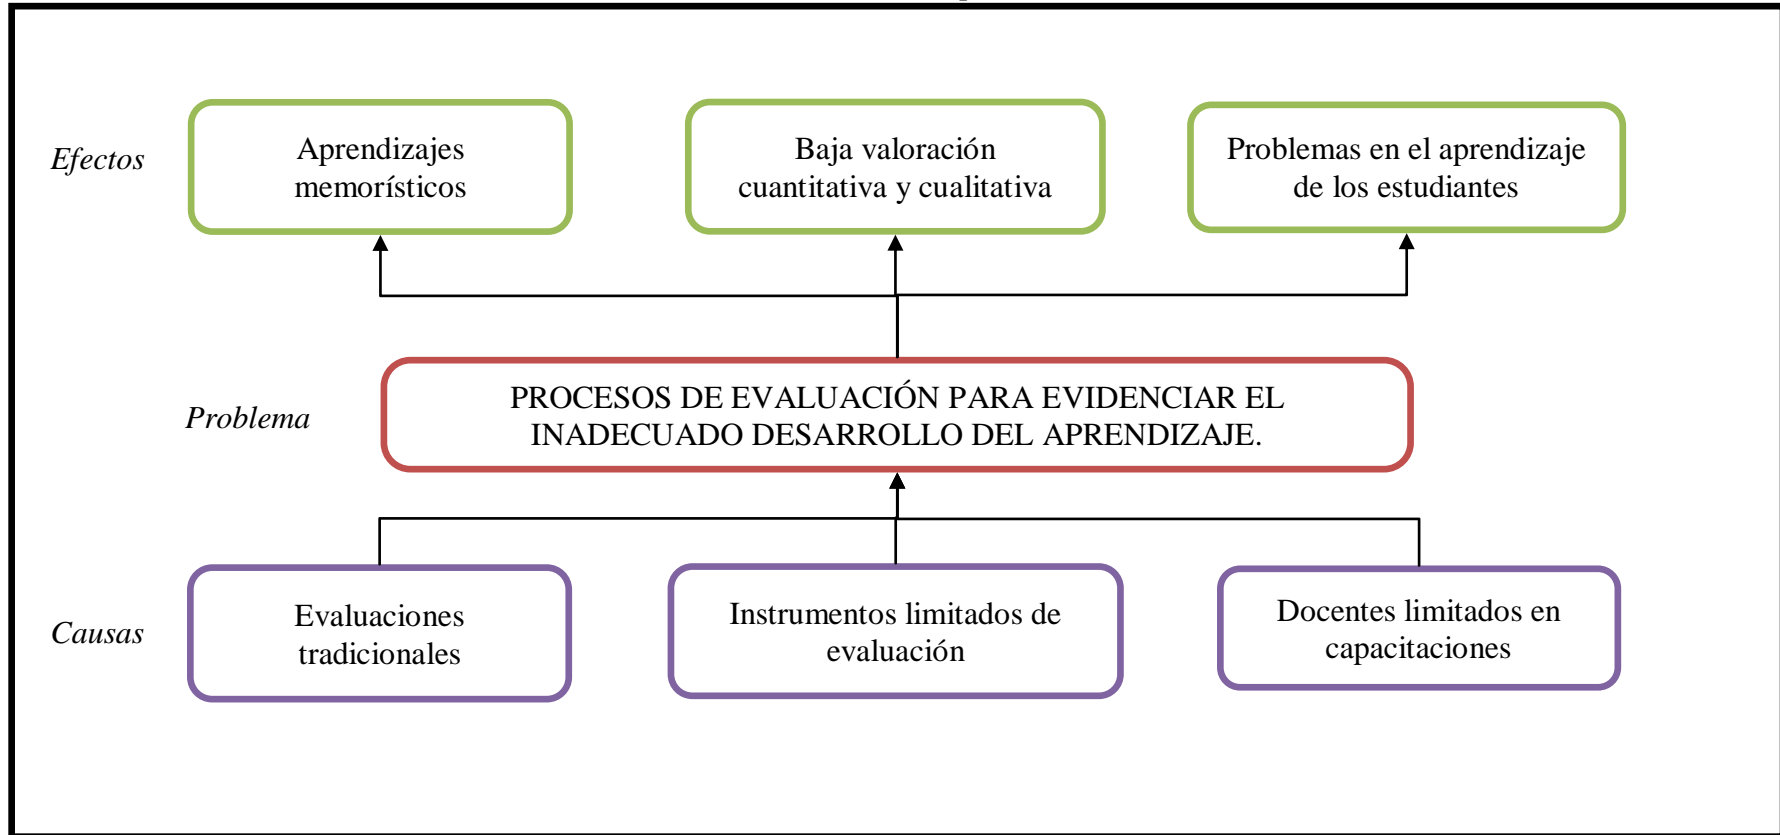 Efectos
Aprendizajes
memorísticos
Baja valoración
cuantitativa y cualitativa
Problemas en el aprendizaje
de los estudiantes
Problema
PROCESOS DE EVALUACIÓN PARA EVIDENCIAR EL
INADECUADO DESARROLLO DEL APRENDIZAJE.
Causas
Evaluaciones
tradicionales
Instrumentos limitados de
evaluación
Docentes limitados en
capacitaciones